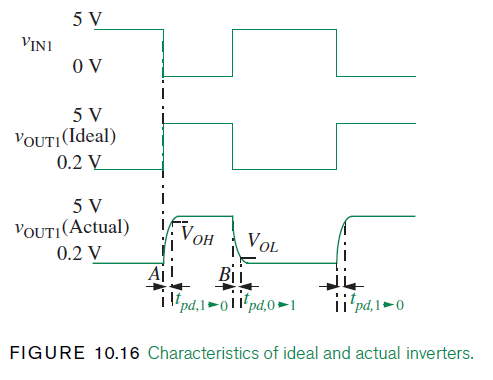 5 V
vIN1
0 V
5 V
vOUT1(Ideal)
0.2 V
5 V
vOUT1(Actual)
VOH
VOL
0.2 V
A
B
tpd,1→0
tpd,0→1
tpd,1→0
FIGURE 10.16 Characteristics of ideal and actual inverters.